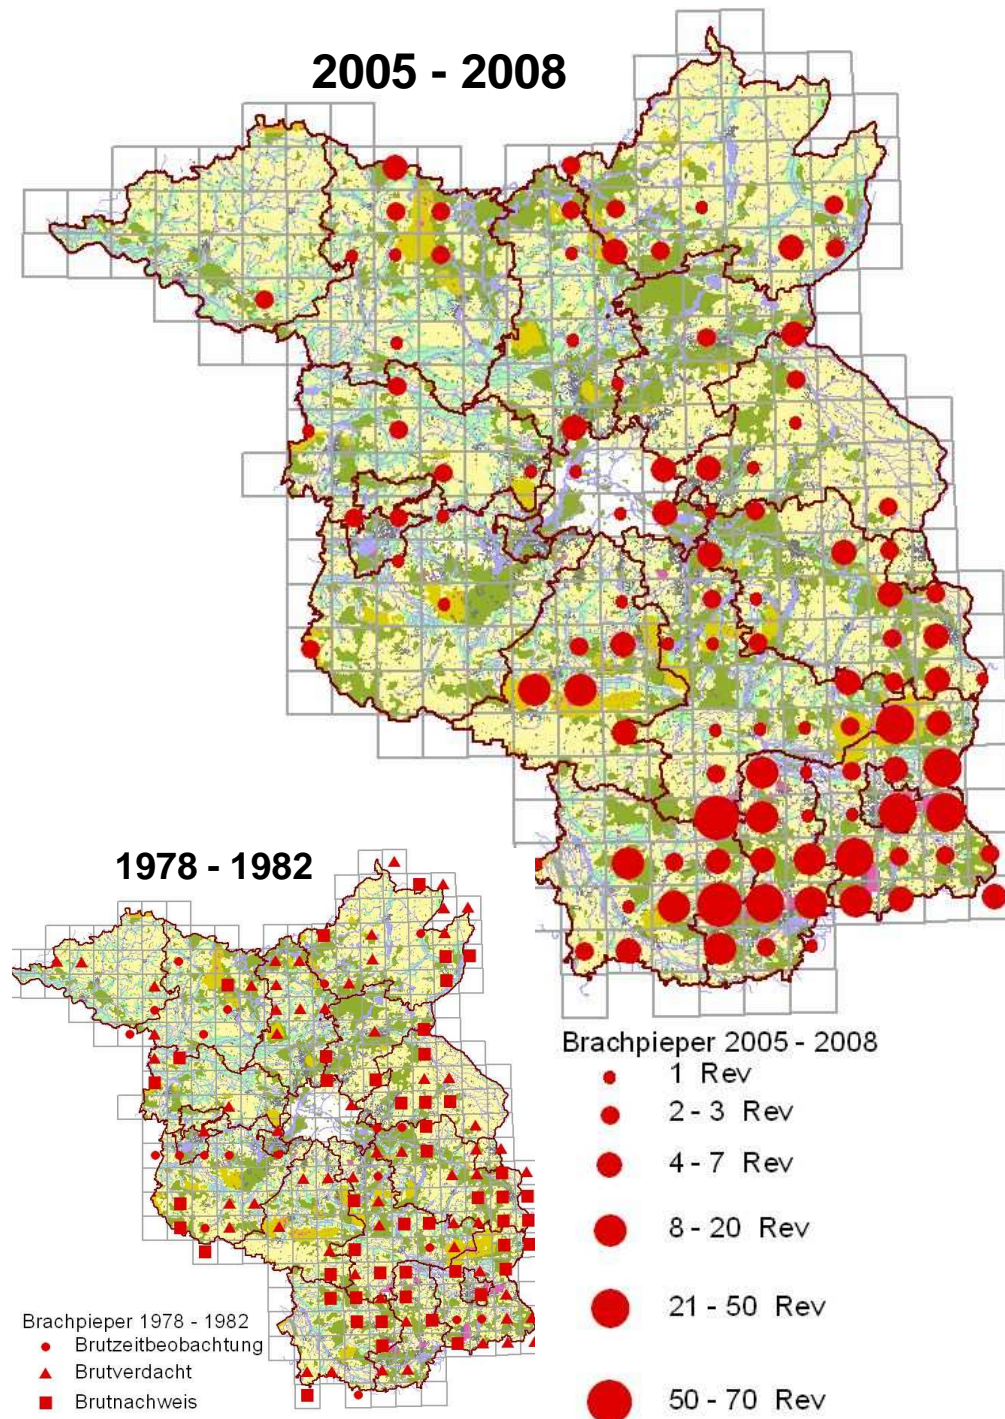 2005 - 2008
1978 - 1982
Brachpieper 2005 - 2008
1 Rev
2 - 3 Rev
4 - 7 Rev
8 - 20 Rev
21 - 50 Rev
50 - 70 Rev
Brachpieper 1978 - 1982
Brutzeitbeobachtung
Brutverdacht
Brutnachweis